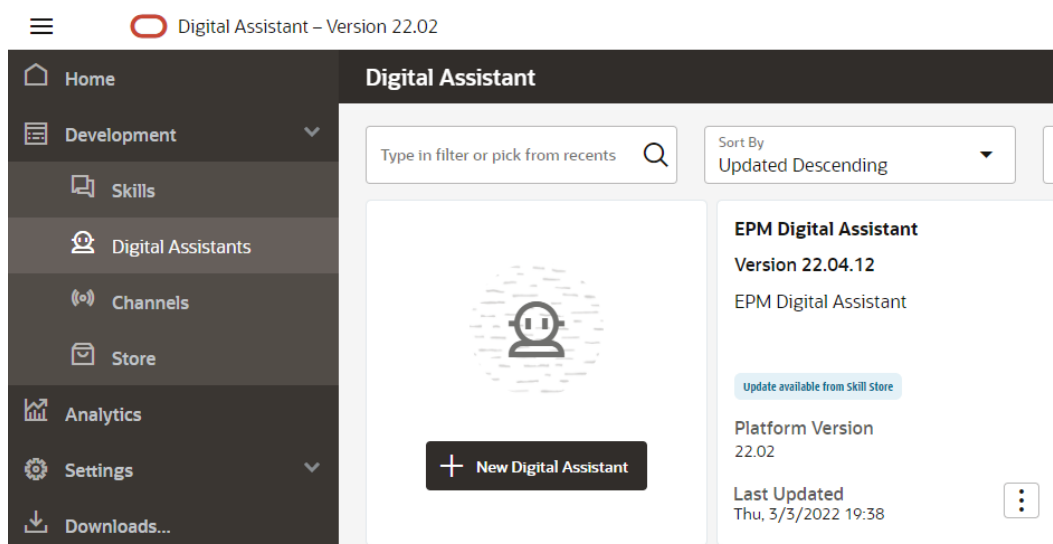 Digital Assistant – Version 22.02
Home
Development
Skills
Digital Assistants
Channels
Store
Analytics
Settings
Downloads...
Digital Assistant
Type in filter or pick from recents
Sort By
Updated Descending
New Digital Assistant
EPM Digital Assistant
Version 22.04.12
EPM Digital Assistant
Update available from Skill Store
Platform Version
22.02
Last Updated
Thu, 3/3/2022 19:38